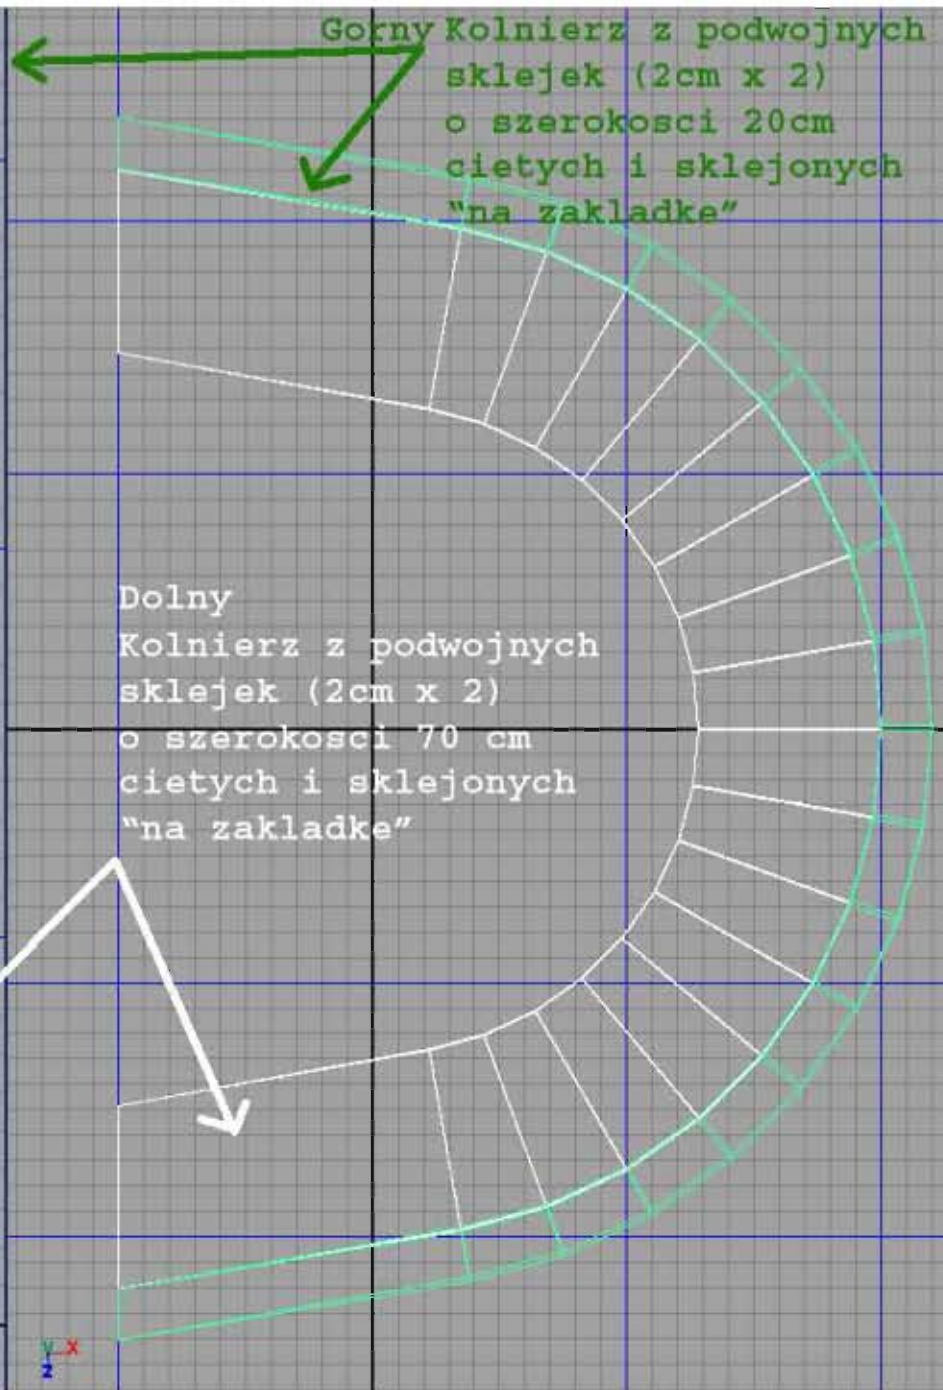 Gorny Kolnierz z podwojnych
sklejek (2cm x 2)
o szerokosci 20cm
cietych i sklejonych
“na zakladke”
Dolny
Kolnierz z podwojnych
sklejek (2cm x 2)
o szerokosci 70 cm
cietych i sklejonych
“na zakladke”
Y X
Z